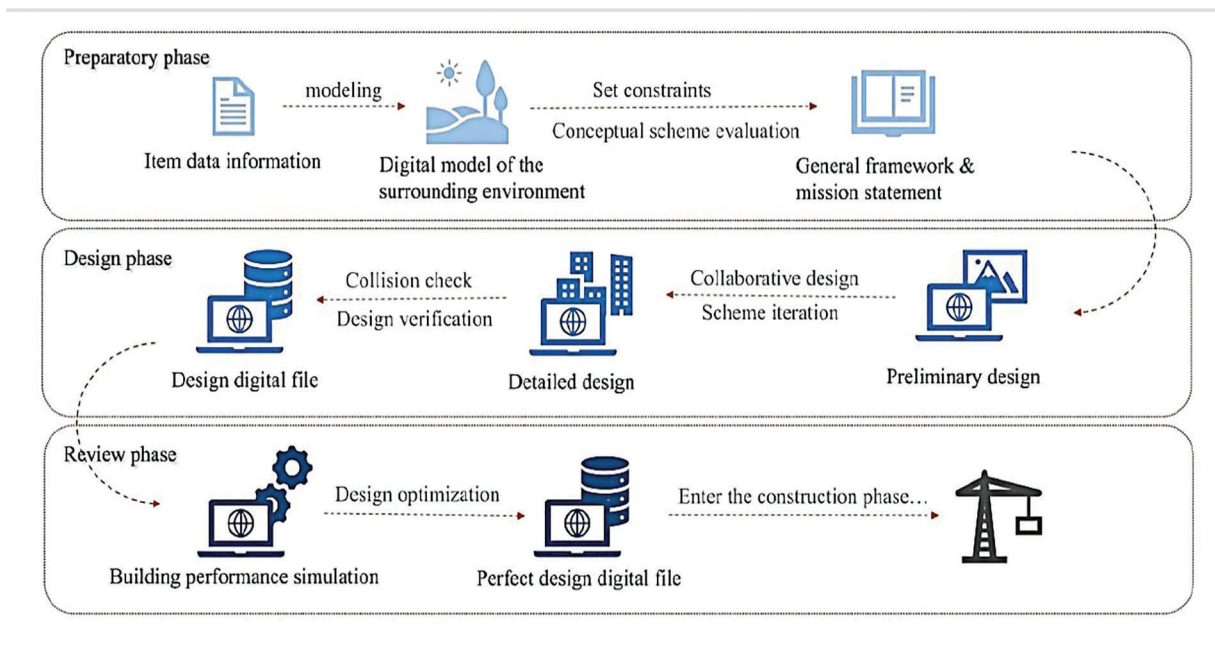 Preparatory phase
modeling
Set constraints
Conceptual scheme evaluation
Item data information
Digital model of the
surrounding environment
General framework &
mission statement
Design phase
Collision check
Design verification
Collaborative design
Scheme iteration
Design digital file
Detailed design
Preliminary design
Review phase
Design optimization
Enter the construction phase...
Building performance simulation
Perfect design digital file